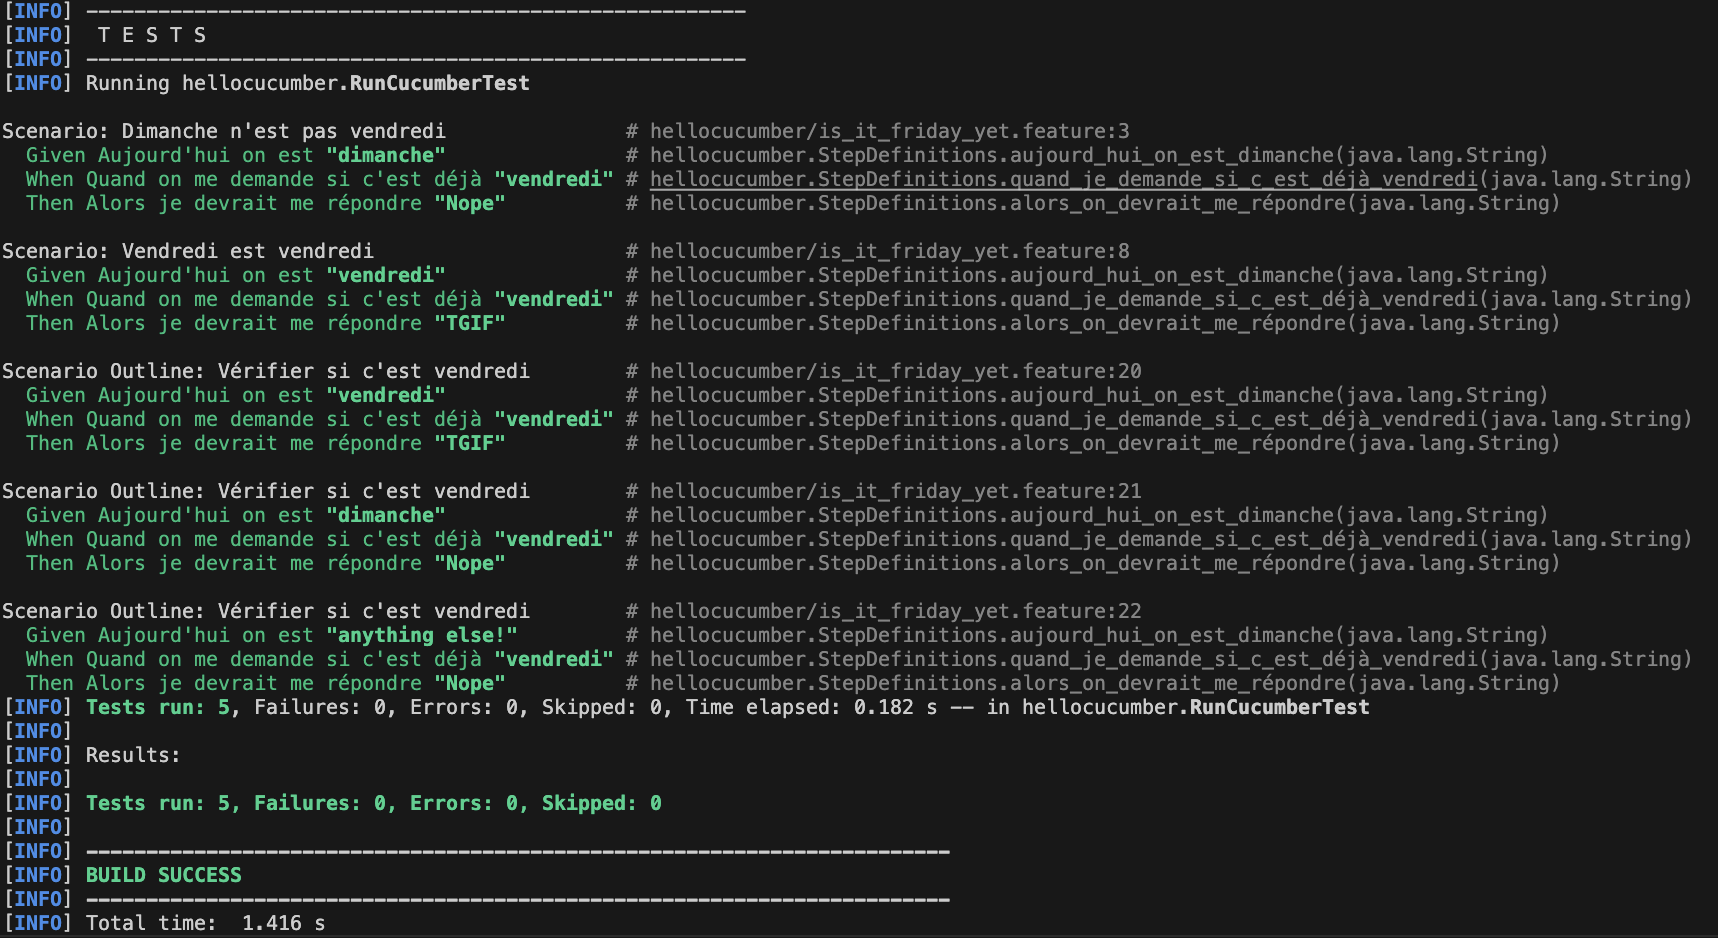 [INFO] -------------------------------------------------------
[INFO]  T E S T S
[INFO] -------------------------------------------------------
[INFO] Running hellocucumber.RunCucumberTest

Scenario: Dimanche n'est pas vendredi               # hellocucumber/is_it_friday_yet.feature:3
  Given Aujourd'hui on est "dimanche"               # hellocucumber.StepDefinitions.aujourd_hui_on_est_dimanche(java.lang.String)
  When Quand on me demande si c'est déjà "vendredi" # hellocucumber.StepDefinitions.quand_je_demande_si_c_est_déjà_vendredi(java.lang.String)
  Then Alors je devrait me répondre "Nope"          # hellocucumber.StepDefinitions.alors_on_devrait_me_répondre(java.lang.String)

Scenario: Vendredi est vendredi                     # hellocucumber/is_it_friday_yet.feature:8
  Given Aujourd'hui on est "vendredi"               # hellocucumber.StepDefinitions.aujourd_hui_on_est_dimanche(java.lang.String)
  When Quand on me demande si c'est déjà "vendredi" # hellocucumber.StepDefinitions.quand_je_demande_si_c_est_déjà_vendredi(java.lang.String)
  Then Alors je devrait me répondre "TGIF"          # hellocucumber.StepDefinitions.alors_on_devrait_me_répondre(java.lang.String)

Scenario Outline: Vérifier si c'est vendredi        # hellocucumber/is_it_friday_yet.feature:20
  Given Aujourd'hui on est "vendredi"               # hellocucumber.StepDefinitions.aujourd_hui_on_est_dimanche(java.lang.String)
  When Quand on me demande si c'est déjà "vendredi" # hellocucumber.StepDefinitions.quand_je_demande_si_c_est_déjà_vendredi(java.lang.String)
  Then Alors je devrait me répondre "TGIF"          # hellocucumber.StepDefinitions.alors_on_devrait_me_répondre(java.lang.String)

Scenario Outline: Vérifier si c'est vendredi        # hellocucumber/is_it_friday_yet.feature:21
  Given Aujourd'hui on est "dimanche"               # hellocucumber.StepDefinitions.aujourd_hui_on_est_dimanche(java.lang.String)
  When Quand on me demande si c'est déjà "vendredi" # hellocucumber.StepDefinitions.quand_je_demande_si_c_est_déjà_vendredi(java.lang.String)
  Then Alors je devrait me répondre "Nope"          # hellocucumber.StepDefinitions.alors_on_devrait_me_répondre(java.lang.String)

Scenario Outline: Vérifier si c'est vendredi        # hellocucumber/is_it_friday_yet.feature:22
  Given Aujourd'hui on est "anything else!"         # hellocucumber.StepDefinitions.aujourd_hui_on_est_dimanche(java.lang.String)
  When Quand on me demande si c'est déjà "vendredi" # hellocucumber.StepDefinitions.quand_je_demande_si_c_est_déjà_vendredi(java.lang.String)
  Then Alors je devrait me répondre "Nope"          # hellocucumber.StepDefinitions.alors_on_devrait_me_répondre(java.lang.String)
[INFO] Tests run: 5, Failures: 0, Errors: 0, Skipped: 0, Time elapsed: 0.182 s -- in hellocucumber.RunCucumberTest
[INFO]
[INFO] Results:
[INFO]
[INFO] Tests run: 5, Failures: 0, Errors: 0, Skipped: 0
[INFO]
[INFO] ------------------------------------------------------------------------
[INFO] BUILD SUCCESS
[INFO] ------------------------------------------------------------------------
[INFO] Total time:  1.416 s